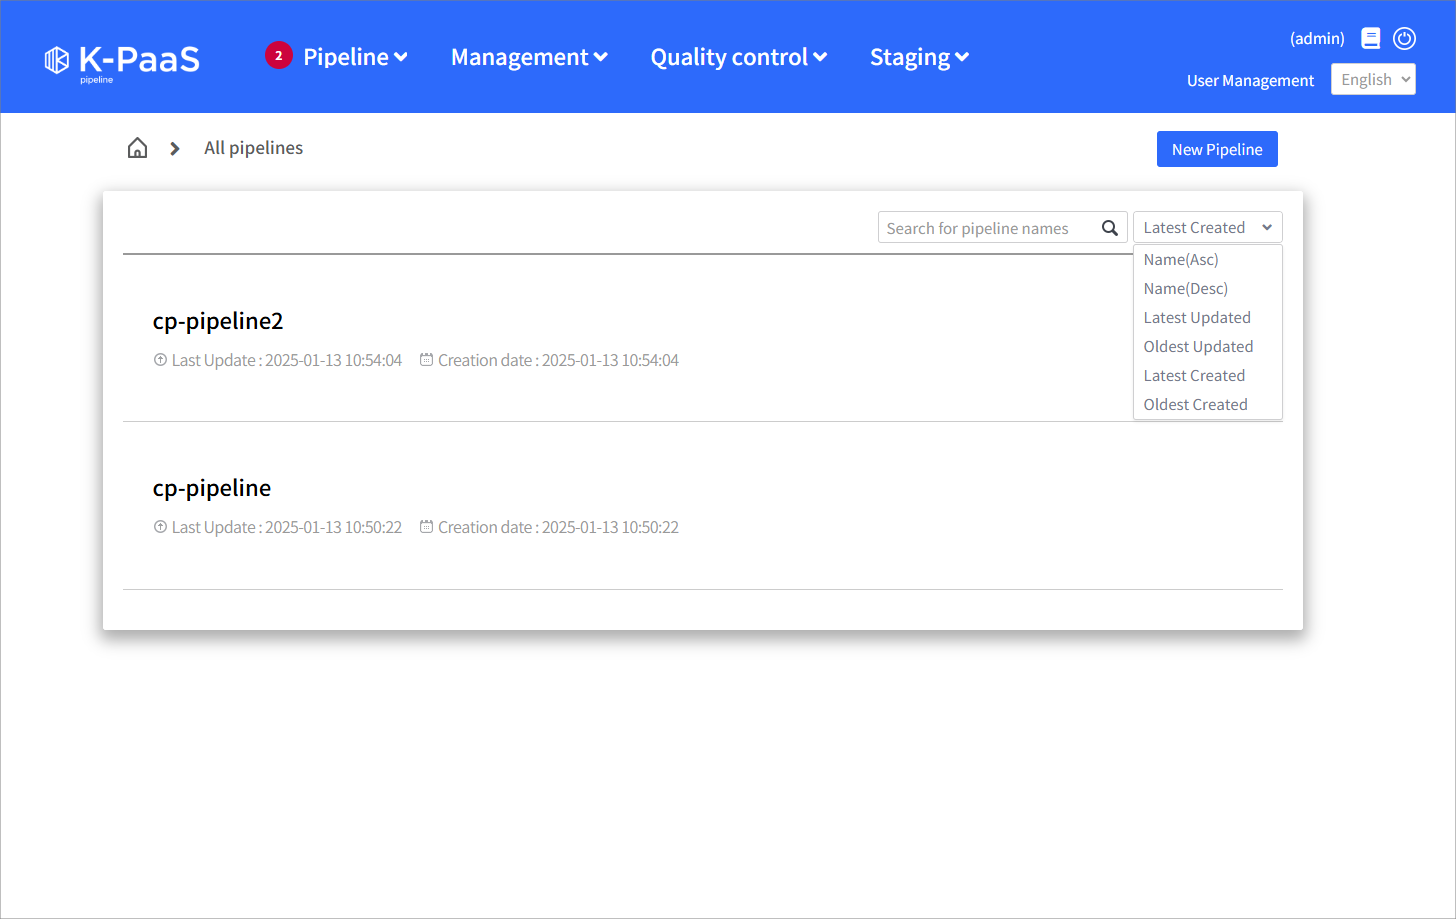 K-PaaS
pipeline
2 Pipeline Management Quality control Staging
(admin)
User Management English
All pipelines
New Pipeline
Search for pipeline names
Latest Created
Name(Asc)
Name(Desc)
Latest Updated
Oldest Updated
Latest Created
Oldest Created
cp-pipeline2
Last Update : 2025-01-13 10:54:04 Creation date : 2025-01-13 10:54:04
cp-pipeline
Last Update : 2025-01-13 10:50:22 Creation date : 2025-01-13 10:50:22